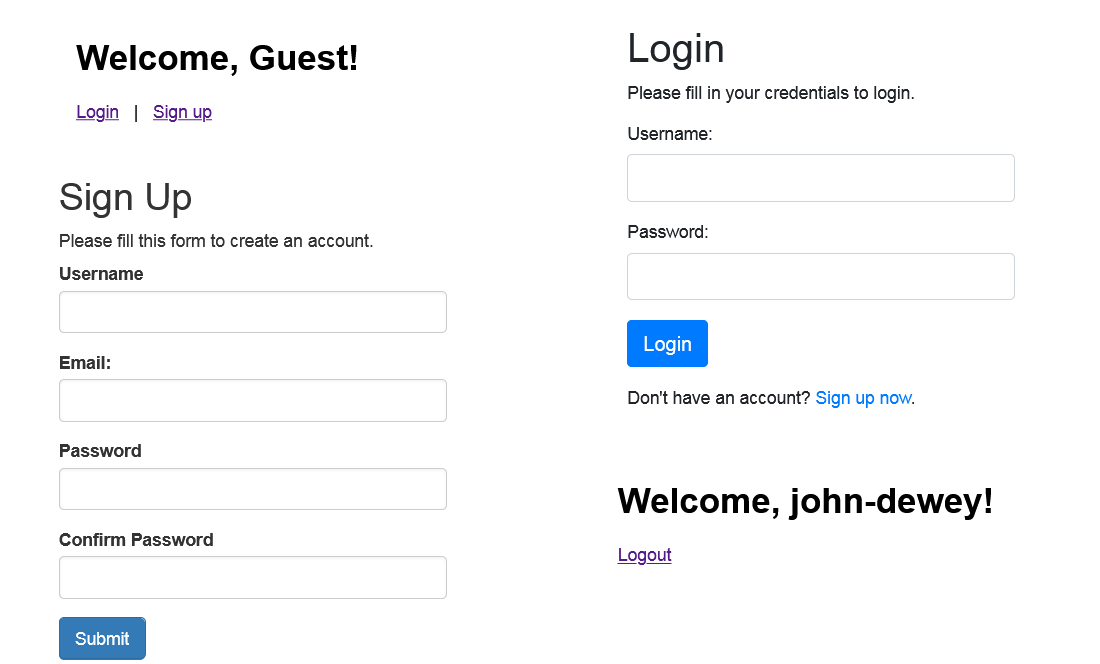 Welcome, Guest!
Login | Sign up
Sign Up
Please fill this form to create an account.
Username
Email:
Password
Confirm Password
Submit
Login
Please fill in your credentials to login.
Username:
Password:
Login
Don't have an account? Sign up now.
Welcome, john-dewey!
Logout